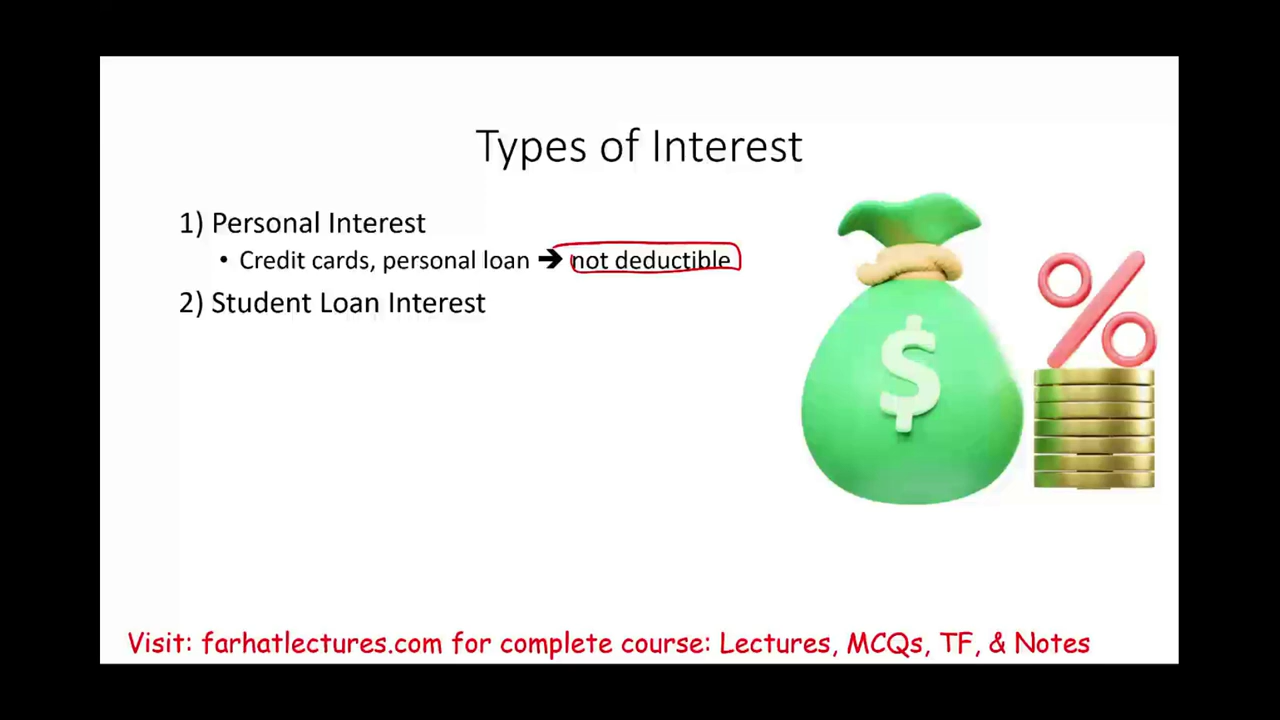 Types of Interest
1) Personal Interest
• Credit cards, personal loan ➔ not deductible
2) Student Loan Interest
$
%
Visit: farhatlectures.com for complete course: Lectures, MCQs, TF, & Notes